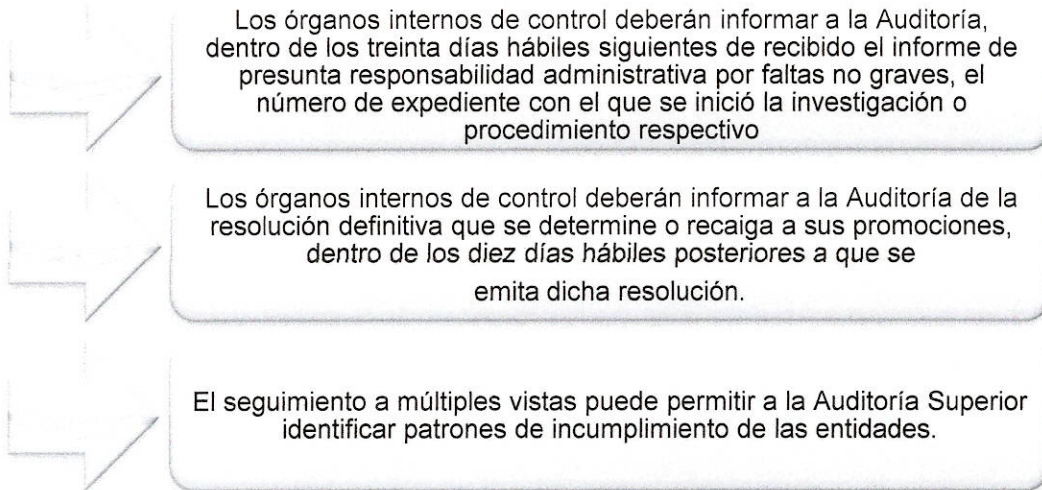 Los órganos internos de control deberán informar a la Auditoría,
dentro de los treinta días hábiles siguientes de recibido el informe de
presunta responsabilidad administrativa por faltas no graves, el
número de expediente con el que se inició la investigación o
procedimiento respectivo
Los órganos internos de control deberán informar a la Auditoría de la
resolución definitiva que se determine o recaiga a sus promociones,
dentro de los diez días hábiles posteriores a que se
emita dicha resolución.
El seguimiento a múltiples vistas puede permitir a la Auditoría Superior
identificar patrones de incumplimiento de las entidades.